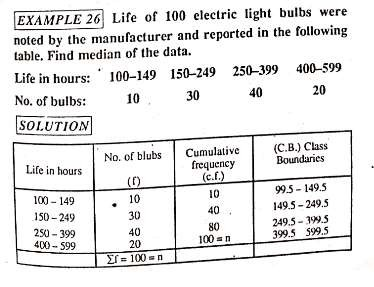 EXAMPLE 26 Life of 100 electric light bulbs were
noted by the manufacturer and reported in the following
table. Find median of the data.
Life in hours: 100–149 150–249 250–399 400–599
No. of bulbs: 10 30 40 20
SOLUTION
Life in hours No. of blubs (f) Cumulative frequency (c.f.) (C.B.) Class Boundaries
100 – 149 10 10 99.5 – 149.5
150 – 249 30 40 149.5 – 249.5
250 – 399 40 80 249.5 – 399.5
400 – 599 20 100 = n 399.5 599.5
Σf = 100 = n